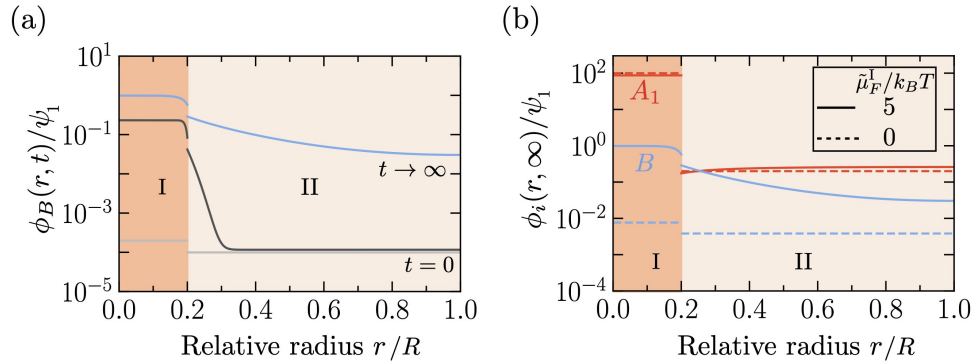 (a)
ϕ_B(r, t)/ψ_1
1
10^{-1}
10^{-3}
10^{-5}
I
II
t → ∞
t = 0
0.0 0.2 0.4 0.6 0.8 1.0
Relative radius r/R
(b)
ϕ_i(r, ∞)/ψ_1
10^2
10^0
10^{-2}
10^{-4}
A_1
B
μ̃_F^I/k_BT
5
0
I
II
0.0 0.2 0.4 0.6 0.8 1.0
Relative radius r/R